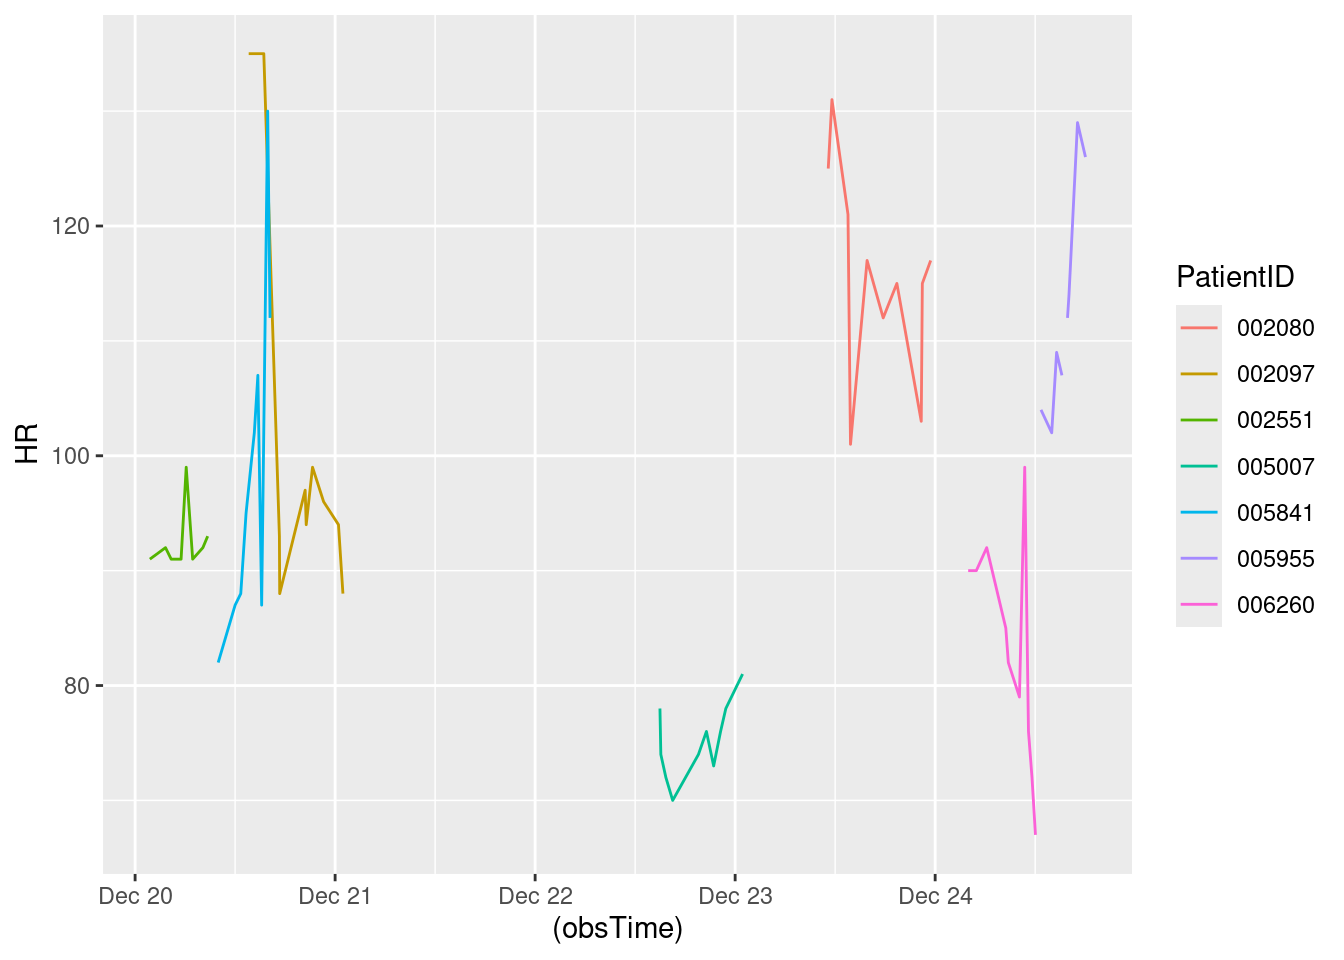 HR
120
100
80
Dec 20
Dec 21
Dec 22
Dec 23
Dec 24
(obsTime)
PatientID
002080
002097
002551
005007
005841
005955
006260